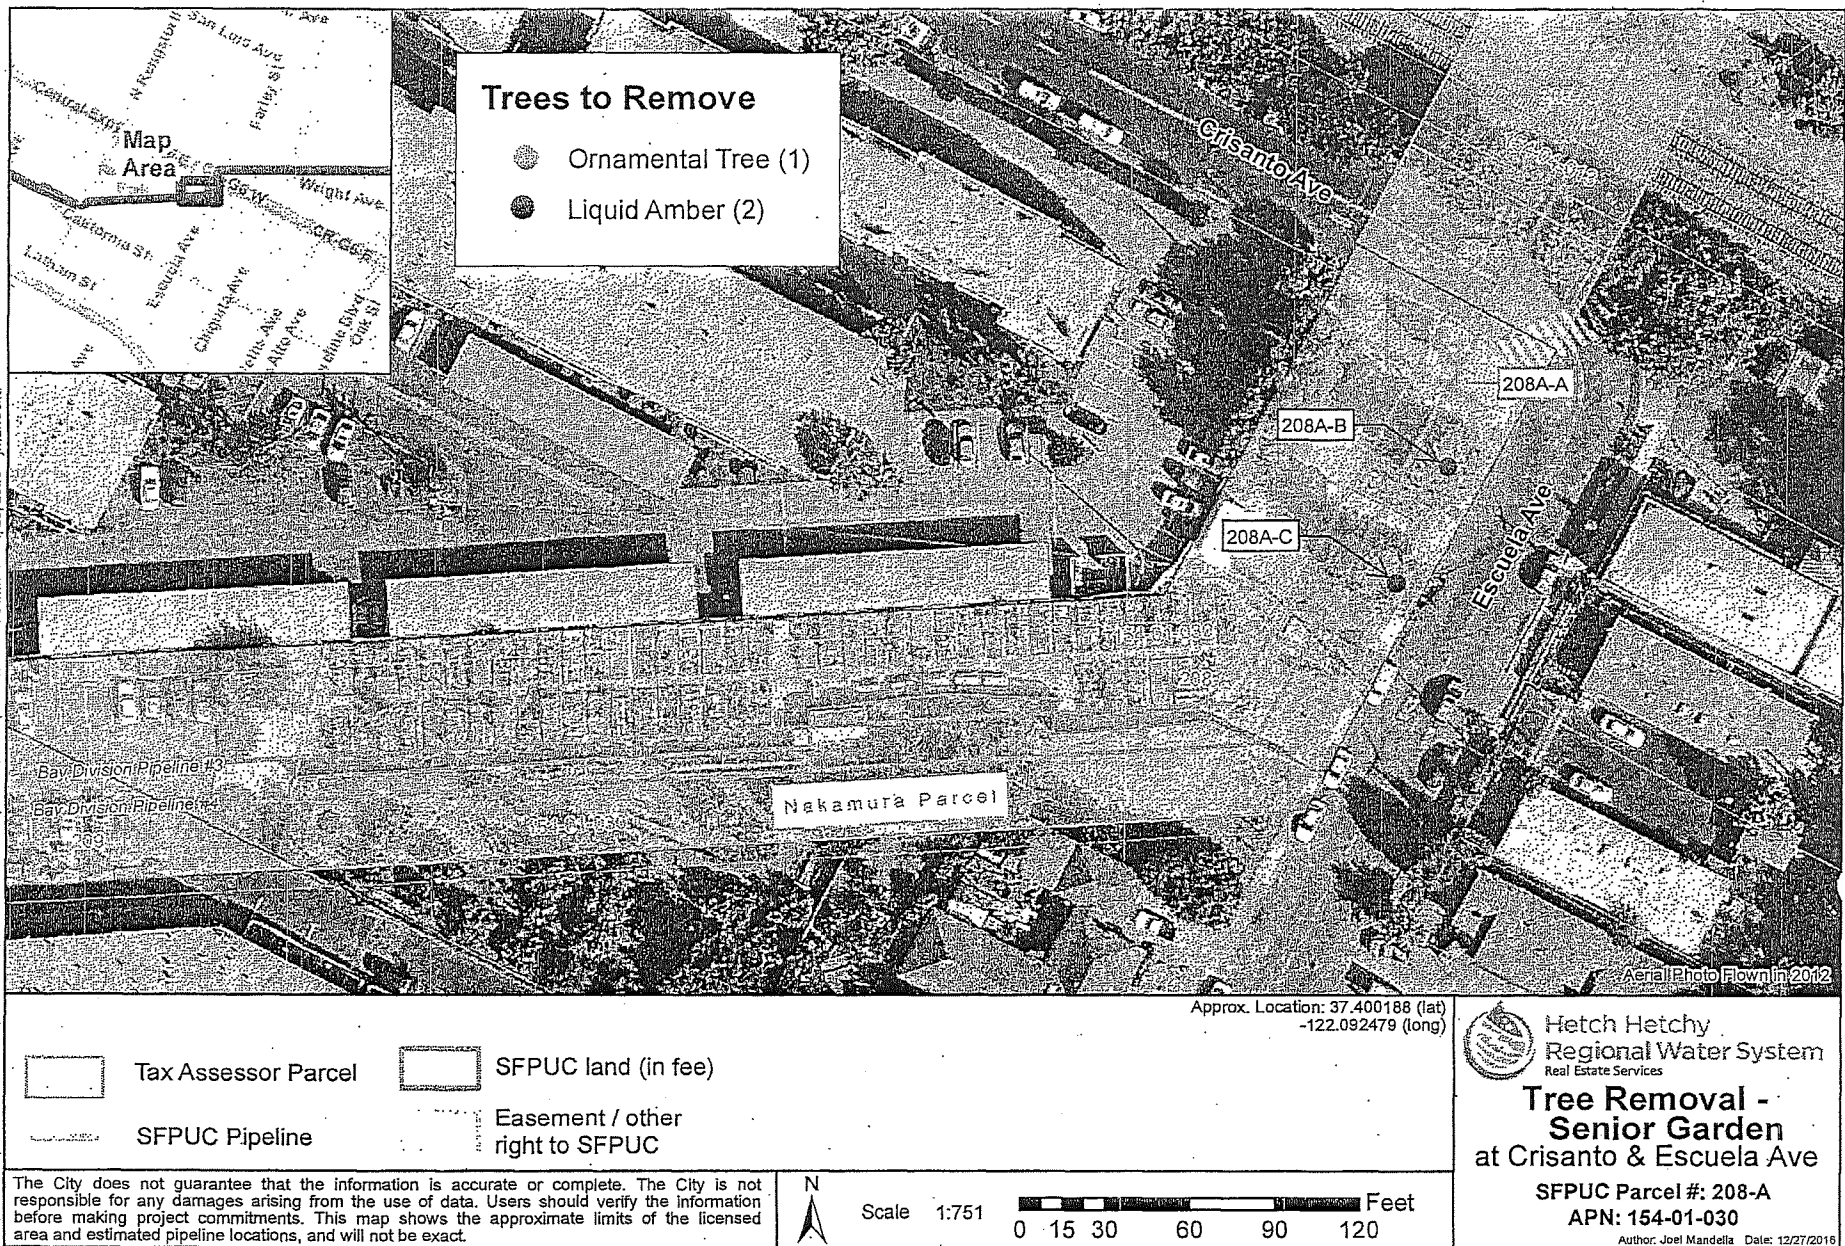 San Luis Ave
N Rengstorff
Farley St
Central Expy
Map
Area
Park
Wright Ave
California St
Latham St
Escuela Ave
Chiquita Ave
Oak St
Ave
Trees to Remove
Ornamental Tree (1)
Liquid Amber (2)
Crisanto Ave
208A-A
208A-B
208A-C
Escuela Ave
Bay Division Pipeline #3
Bay Division Pipeline #4
Nakamura Parcel
Aerial Photo Flown in 2012
Approx. Location: 37.400188 (lat)
-122.092479 (long)
Tax Assessor Parcel
SFPUC land (in fee)
SFPUC Pipeline
Easement / other
right to SFPUC
Hetch Hetchy
Regional Water System
Real Estate Services
Tree Removal -
Senior Garden
at Crisanto & Escuela Ave
SFPUC Parcel #: 208-A
APN: 154-01-030
Author: Joel Mandella Date: 12/27/2016
The City does not guarantee that the information is accurate or complete. The City is not
responsible for any damages arising from the use of data. Users should verify the information
before making project commitments. This map shows the approximate limits of the licensed
area and estimated pipeline locations, and will not be exact.
N
Scale 1:751
Feet
0 15 30 60 90 120